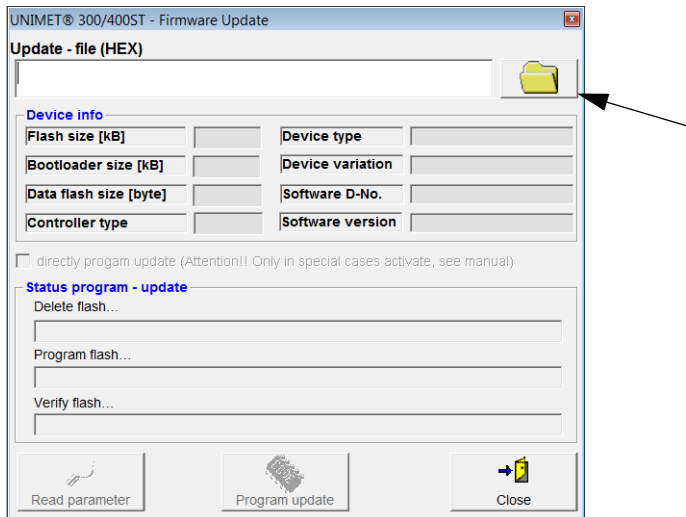 UNIMET® 300/400ST - Firmware Update
Update - file (HEX)
Device info
Flash size [kB]
Device type
Bootloader size [kB]
Device variation
Data flash size [byte]
Software D-No.
Controller type
Software version
directly progam update (Attention!! Only in special cases activate, see manual)
Status program - update
Delete flash...
Program flash...
Verify flash...
Read parameter
Program update
Close